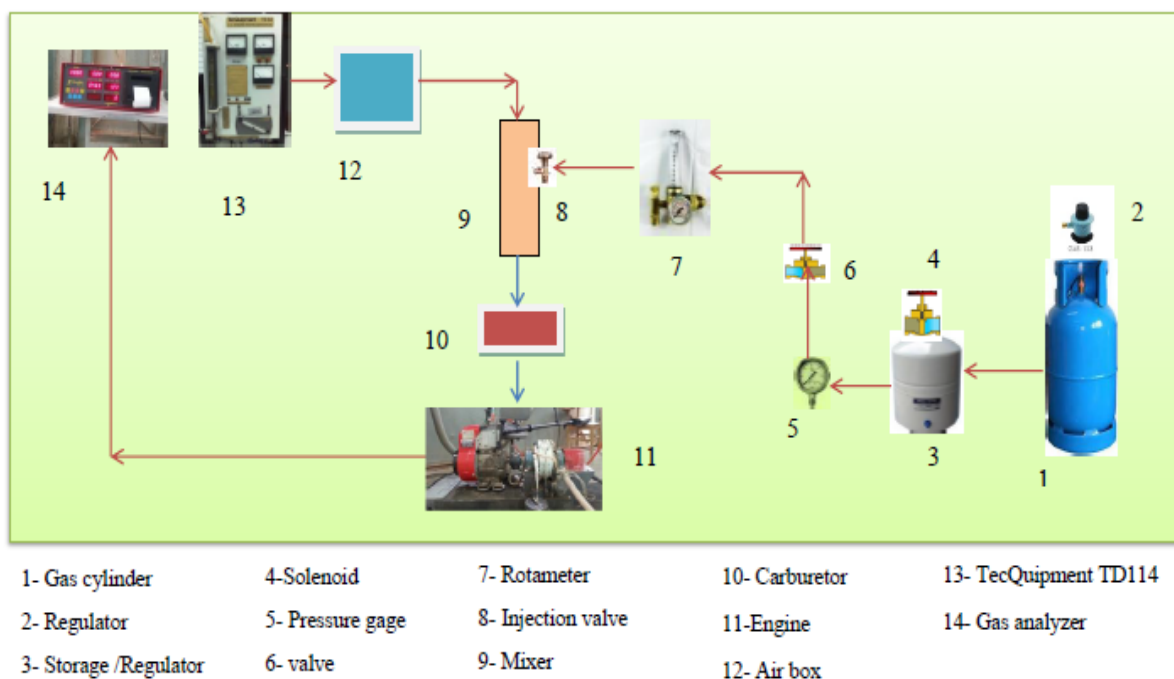 14
13
12
9
8
7
6
4
2
10
5
3
1
11
1- Gas cylinder
2- Regulator
3- Storage /Regulator
4-Solenoid
5- Pressure gage
6- valve
7- Rotameter
8- Injection valve
9- Mixer
10- Carburetor
11-Engine
12- Air box
13- TecQuipment TD114
14- Gas analyzer